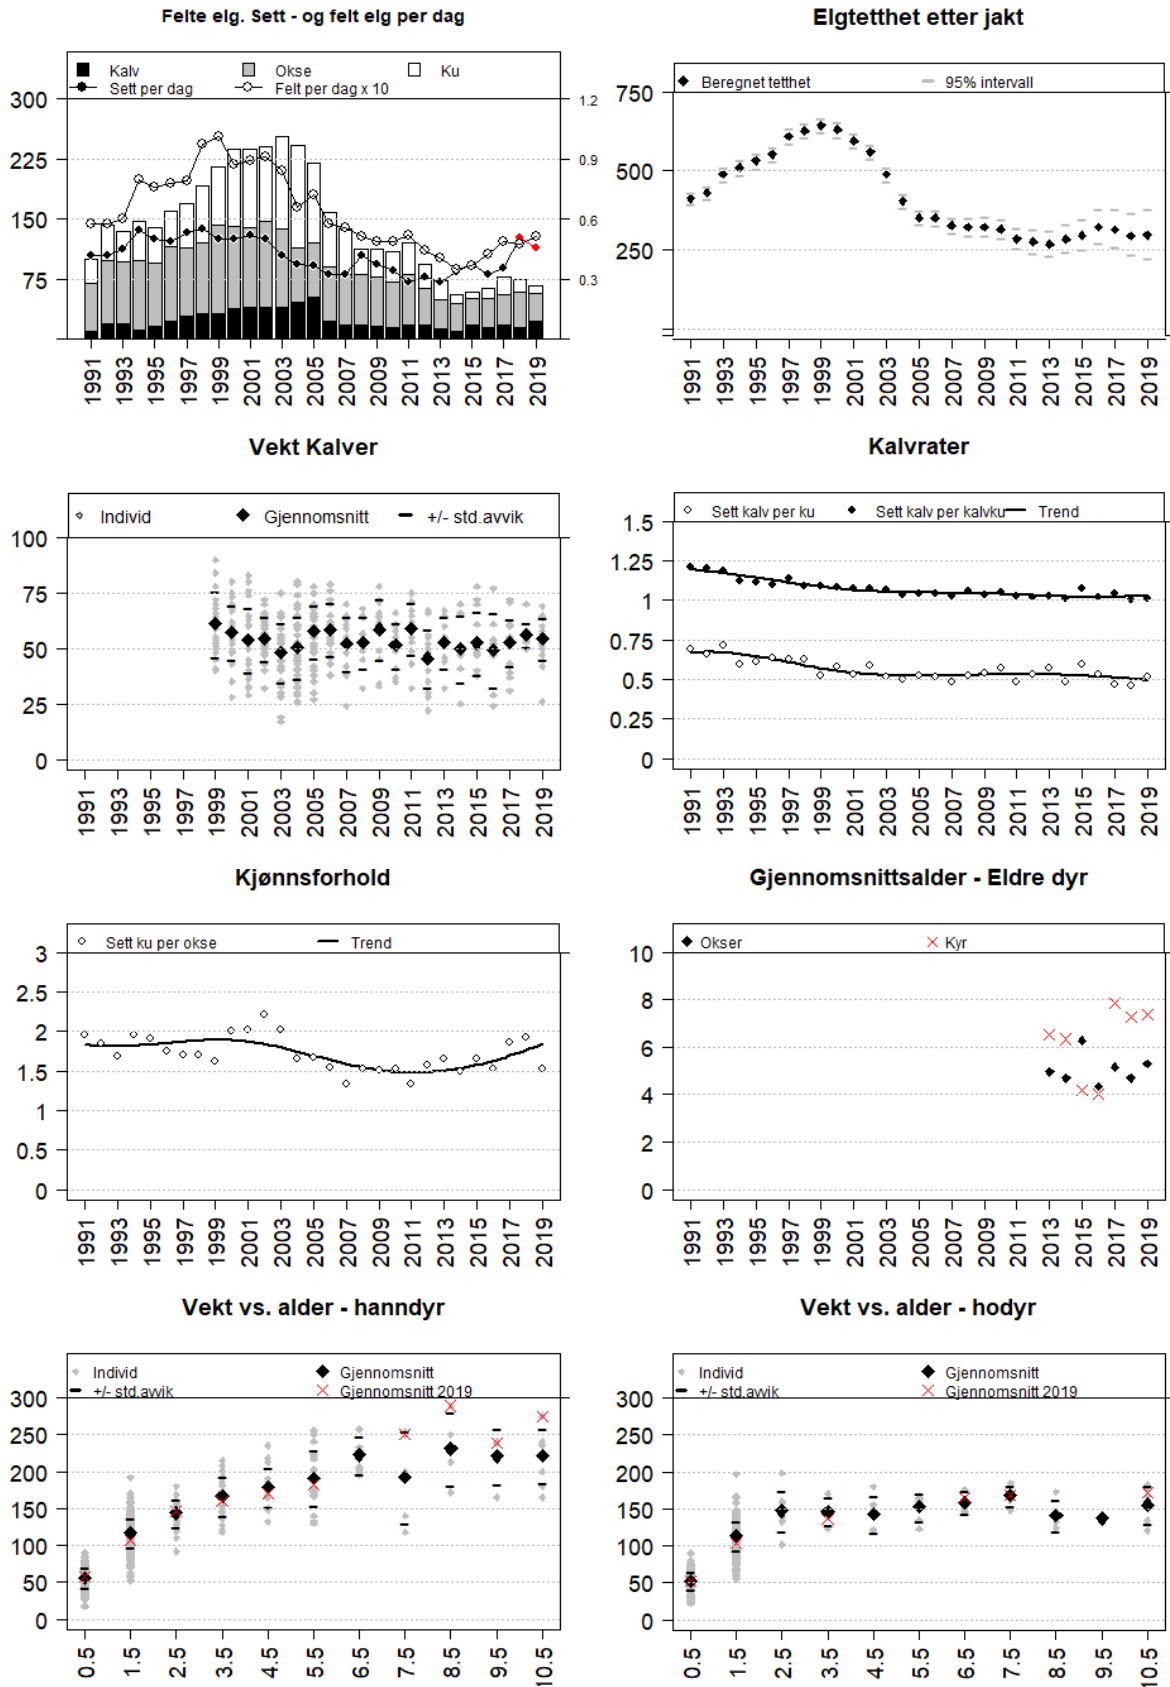 Felte elg. Sett - og felt elg per dag
Kalv Okse Ku
Sett per dag Felt per dag x 10
300
225
150
75
1.2
0.9
0.6
0.3
1991 1993 1995 1997 1999 2001 2003 2005 2007 2009 2011 2013 2015 2017 2019
Elgtetthet etter jakt
Beregnet tetthet 95% intervall
750
500
250
1991 1993 1995 1997 1999 2001 2003 2005 2007 2009 2011 2013 2015 2017 2019
Vekt Kalver
Individ Gjennomsnitt +/- std.avvik
100
75
50
25
0
1991 1993 1995 1997 1999 2001 2003 2005 2007 2009 2011 2013 2015 2017 2019
Kalvrater
Sett kalv per ku Sett kalv per kalvku Trend
1.5
1.25
1
0.75
0.5
0.25
0
1991 1993 1995 1997 1999 2001 2003 2005 2007 2009 2011 2013 2015 2017 2019
Kjønnsforhold
Sett ku per okse Trend
3
2.5
2
1.5
1
0.5
0
1991 1993 1995 1997 1999 2001 2003 2005 2007 2009 2011 2013 2015 2017 2019
Gjennomsnittsalder - Eldre dyr
Okser Kyr
10
8
6
4
2
0
1991 1993 1995 1997 1999 2001 2003 2005 2007 2009 2011 2013 2015 2017 2019
Vekt vs. alder - hanndyr
Individ Gjennomsnitt
+/- std.avvik Gjennomsnitt 2019
300
250
200
150
100
50
0
0.5 1.5 2.5 3.5 4.5 5.5 6.5 7.5 8.5 9.5 10.5
Vekt vs. alder - hodyr
Individ Gjennomsnitt
+/- std.avvik Gjennomsnitt 2019
300
250
200
150
100
50
0
0.5 1.5 2.5 3.5 4.5 5.5 6.5 7.5 8.5 9.5 10.5